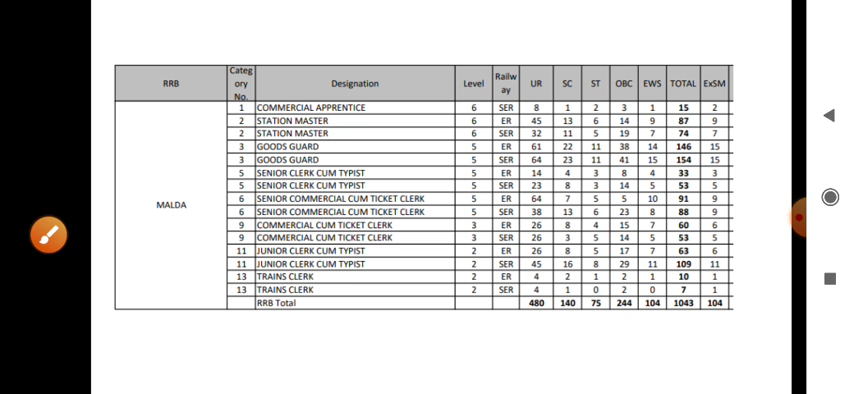 RRB Category No. Designation Level Railway UR SC ST OBC EWS TOTAL ExSM
MALDA
1 COMMERCIAL APPRENTICE 6 SER 8 1 2 3 1 15 2
2 STATION MASTER 6 ER 45 13 6 14 9 87 9
2 STATION MASTER 6 SER 32 11 5 19 7 74 7
3 GOODS GUARD 5 ER 61 22 11 38 14 146 15
3 GOODS GUARD 5 SER 64 23 11 41 15 154 15
5 SENIOR CLERK CUM TYPIST 5 ER 14 4 3 8 4 33 3
5 SENIOR CLERK CUM TYPIST 5 SER 23 8 3 14 5 53 5
6 SENIOR COMMERCIAL CUM TICKET CLERK 5 ER 64 7 5 5 10 91 9
6 SENIOR COMMERCIAL CUM TICKET CLERK 5 SER 38 13 6 23 8 88 9
9 COMMERCIAL CUM TICKET CLERK 3 ER 26 8 4 15 7 60 6
9 COMMERCIAL CUM TICKET CLERK 3 SER 26 3 5 14 5 53 5
11 JUNIOR CLERK CUM TYPIST 2 ER 26 8 5 17 7 63 6
11 JUNIOR CLERK CUM TYPIST 2 SER 45 16 8 29 11 109 11
13 TRAINS CLERK 2 ER 4 2 1 2 1 10 1
13 TRAINS CLERK 2 SER 4 1 0 2 0 7 1
RRB Total 480 140 75 244 104 1043 104